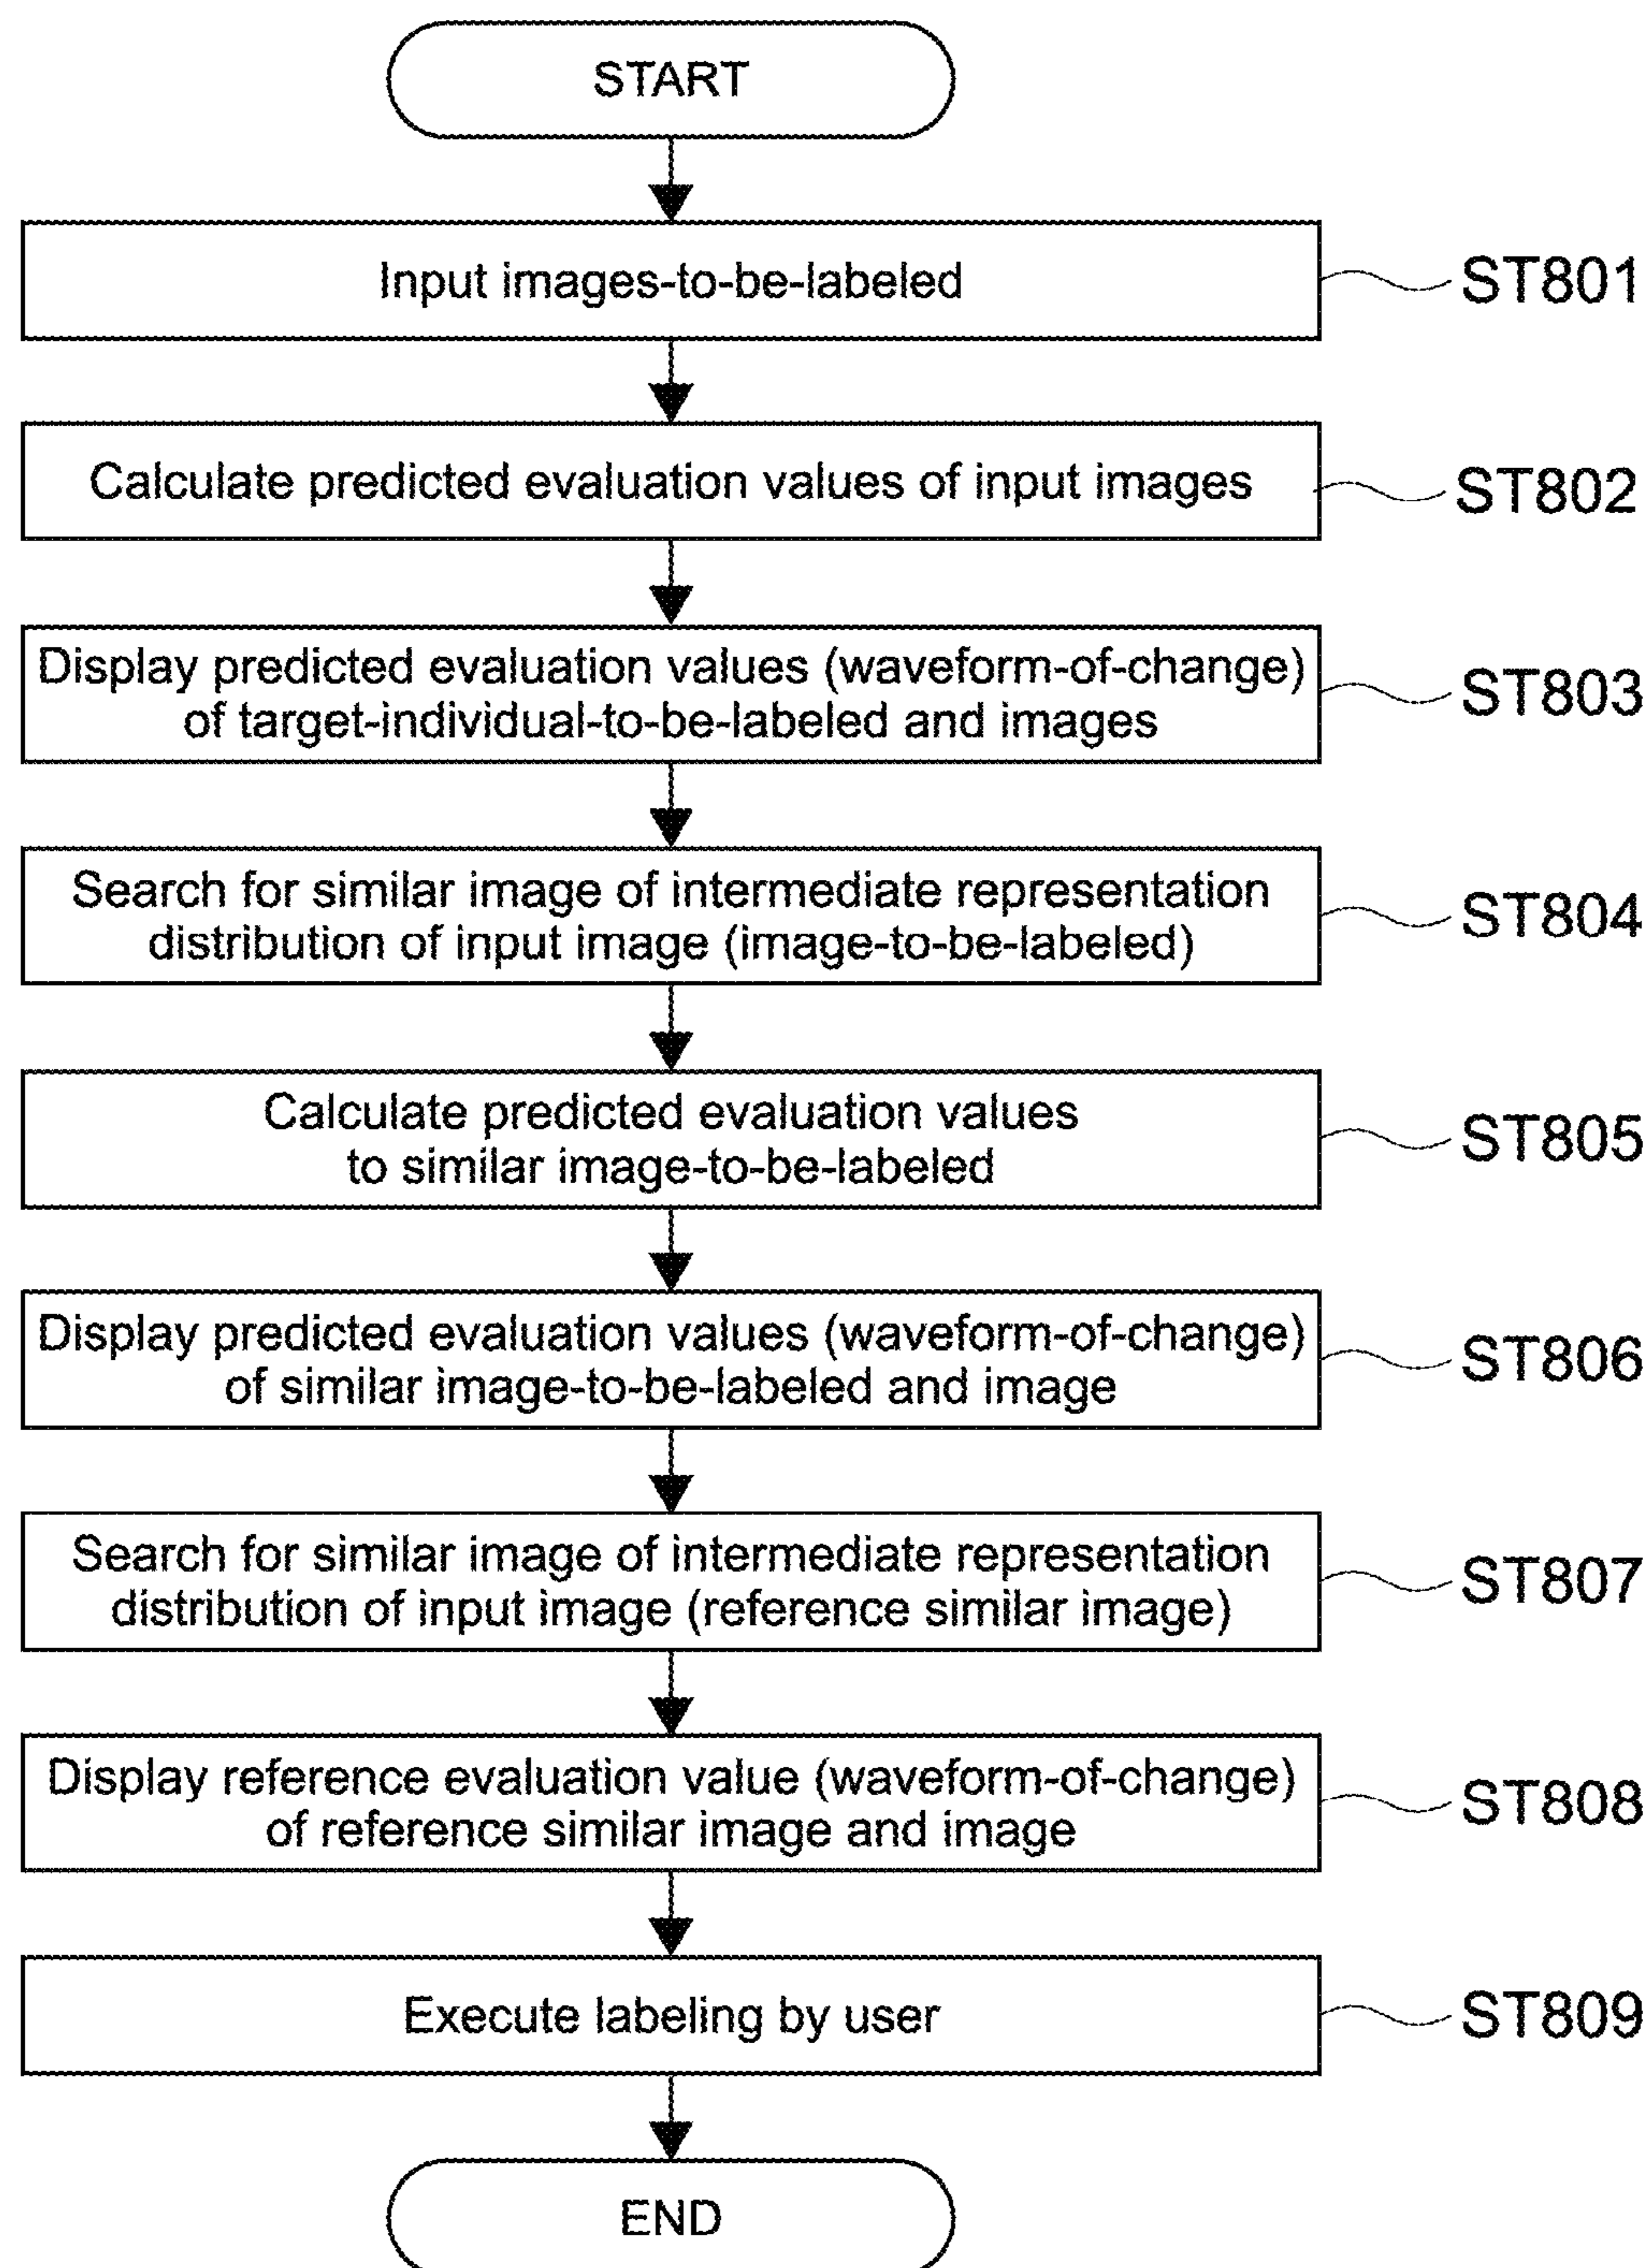 START
Input images-to-be-labeled
ST801
Calculate predicted evaluation values of input images
ST802
Display predicted evaluation values (waveform-of-change)
of target-individual-to-be-labeled and images
ST803
Search for similar image of intermediate representation
distribution of input image (image-to-be-labeled)
ST804
Calculate predicted evaluation values
to similar image-to-be-labeled
ST805
Display predicted evaluation values (waveform-of-change)
of similar image-to-be-labeled and image
ST806
Search for similar image of intermediate representation
distribution of input image (reference similar image)
ST807
Display reference evaluation value (waveform-of-change)
of reference similar image and image
ST808
Execute labeling by user
ST809
END